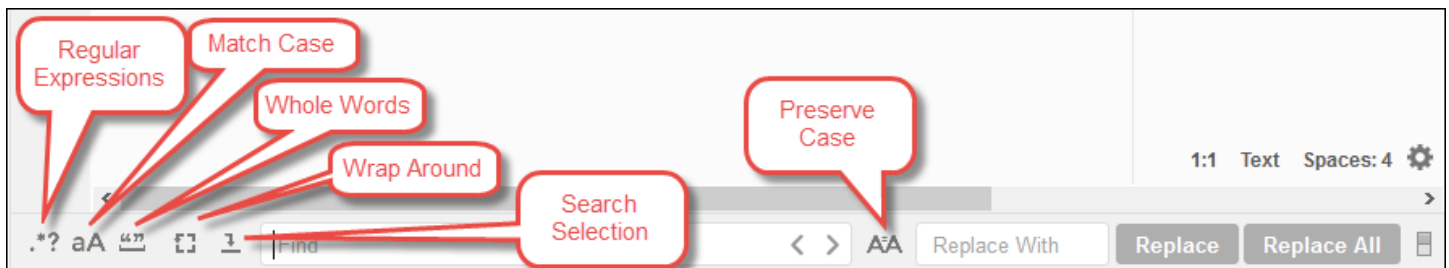 Regular
Expressions
Match Case
Whole Words
Wrap Around
Search
Selection
Preserve
Case
1:1 Text Spaces: 4
.*? aA “” Find < > AA Replace With Replace Replace All